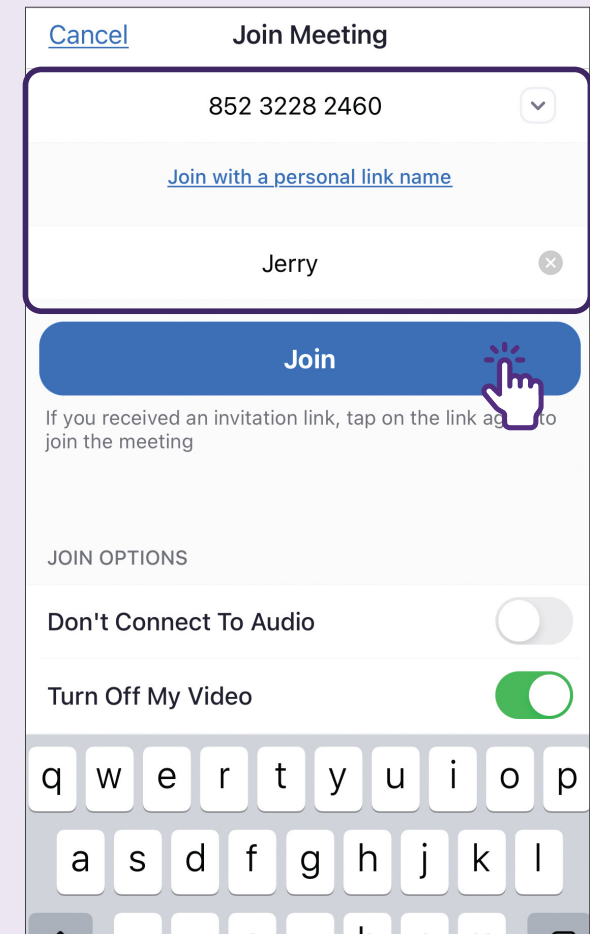 Cancel Join Meeting
852 3228 2460
Join with a personal link name
Jerry
Join
If you received an invitation link, tap on the link to
join the meeting
JOIN OPTIONS
Don't Connect To Audio
Turn Off My Video
q w e r t y u i o p
a s d f g h j k l